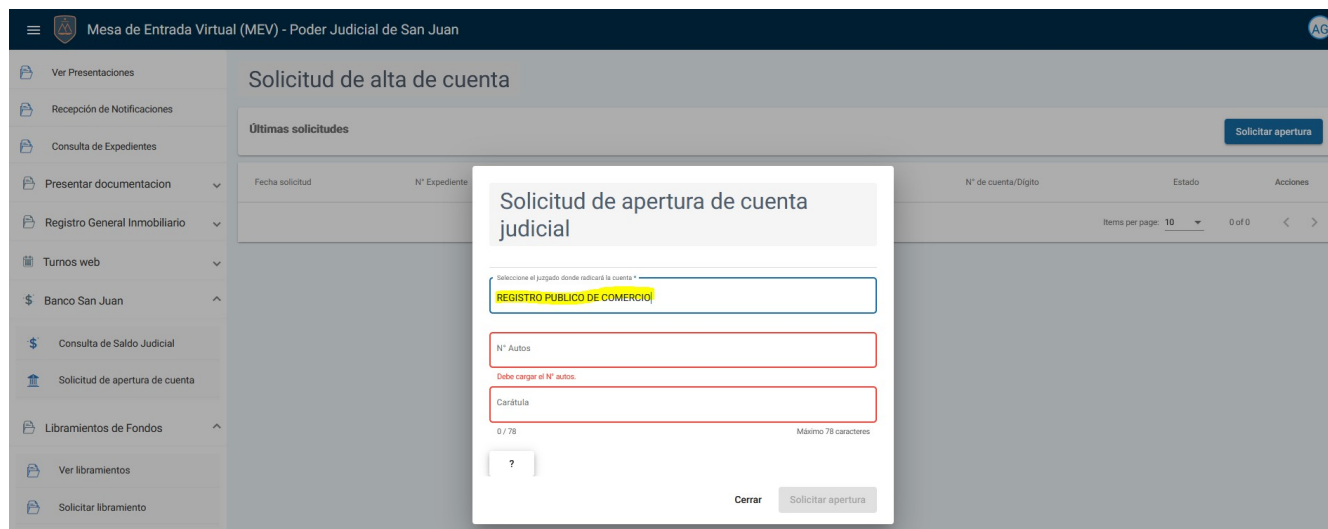 Mesa de Entrada Virtual (MEV) - Poder Judicial de San Juan
AG
Ver Presentaciones
Recepción de Notificaciones
Consulta de Expedientes
Presentar documentacion
Registro General Inmobiliario
Turnos web
Banco San Juan
Consulta de Saldo Judicial
Solicitud de apertura de cuenta
Libramientos de Fondos
Ver libramientos
Solicitar libramiento
Solicitud de alta de cuenta
Últimas solicitudes
Solicitar apertura
Fecha solicitud N° Expediente N° de cuenta/Dígito Estado Acciones
Items per page: 10 0 of 0
Solicitud de apertura de cuenta
judicial
Seleccione el juzgado donde radicará la cuenta *
REGISTRO PUBLICO DE COMERCIO
N° Autos
Debe cargar el N° autos.
Carátula
0 / 78 Máximo 78 caracteres
?
Cerrar Solicitar apertura